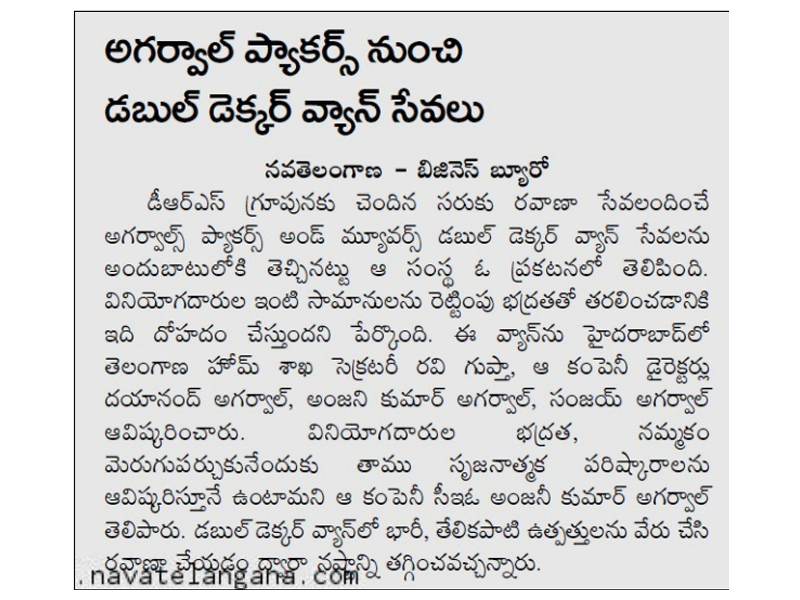 అగర్వాల్ ప్యాకర్స్ నుంచి
డబుల్ డెక్కర్ వ్యాన్ సేవలు
నవతెలంగాణ - బిజినెస్ బ్యూరో
డీఆర్ఎస్ గ్రూపునకు చెందిన సరుకు రవాణా సేవలందించే
అగర్వాల్స్ ప్యాకర్స్ అండ్ మ్యూవర్స్ డబుల్ డెక్కర్ వ్యాన్ సేవలను
అందుబాటులోకి తెచ్చినట్టు ఆ సంస్థ ఓ ప్రకటనలో తెలిపింది.
వినియోగదారుల ఇంటి సామానులను రెట్టింపు భద్రతతో తరలించడానికి
ఇది దోహదం చేస్తుందని పేర్కొంది. ఈ వ్యాన్‌ను హైదరాబాద్‌లో
తెలంగాణ హోమ్ శాఖ సెక్రటరీ రవి గుప్తా, ఆ కంపెనీ డైరెక్టర్లు
దయానంద్ అగర్వాల్, అంజని కుమార్ అగర్వాల్, సంజయ్ అగర్వాల్
ఆవిష్కరించారు. వినియోగదారుల భద్రత, నమ్మకం
మెరుగుపర్చుకునేందుకు తాము సృజనాత్మక పరిష్కారాలను
ఆవిష్కరిస్తూనే ఉంటామని ఆ కంపెనీ సీఇఓ అంజనీ కుమార్ అగర్వాల్
తెలిపారు. డబుల్ డెక్కర్ వ్యాన్‌లో భారీ, తేలికపాటి ఉత్పత్తులను వేరు చేసి
రవాణా చేయడం ద్వారా నష్టాన్ని తగ్గించవచ్చన్నారు.
.navatelangana.com